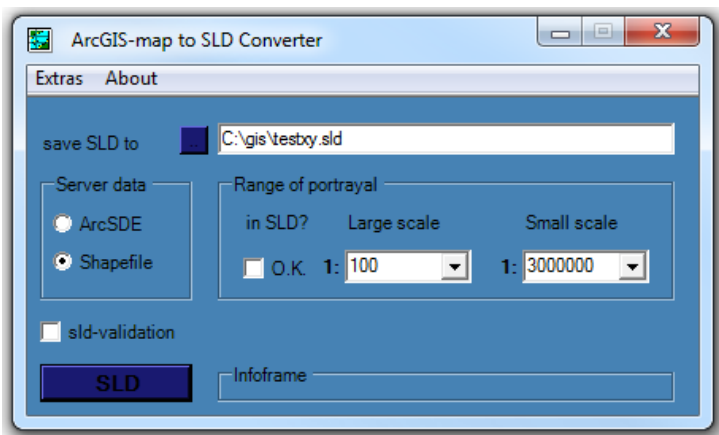 ArcGIS-map to SLD Converter
Extras About
save SLD to .. C:\gis\testxy.sld
Server data
Range of portrayal
ArcSDE
in SLD? Large scale Small scale
Shapefile
O.K. 1: 100 1: 3000000
sld-validation
SLD
Infoframe